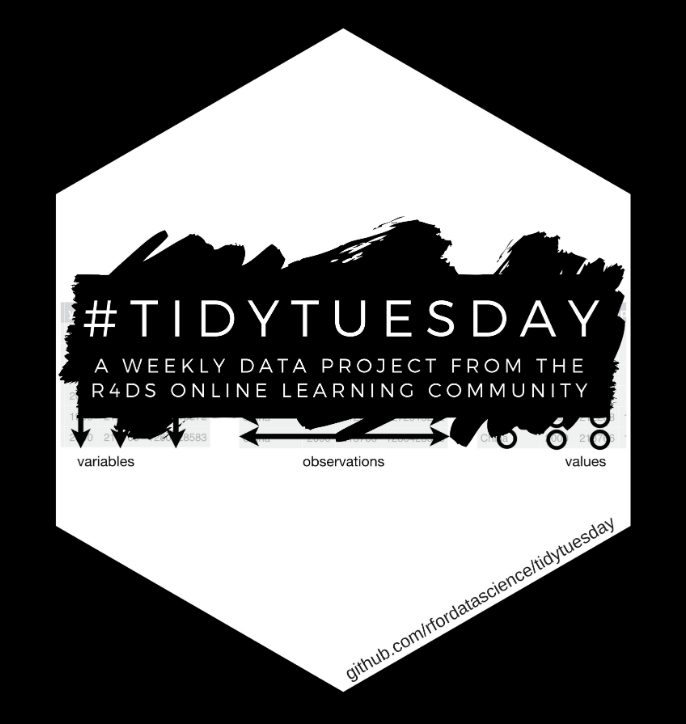 #TIDYTUESDAY
A WEEKLY DATA PROJECT FROM THE
R4DS ONLINE LEARNING COMMUNITY
variables
observations
values
github.com/rfordatascience/tidytuesday